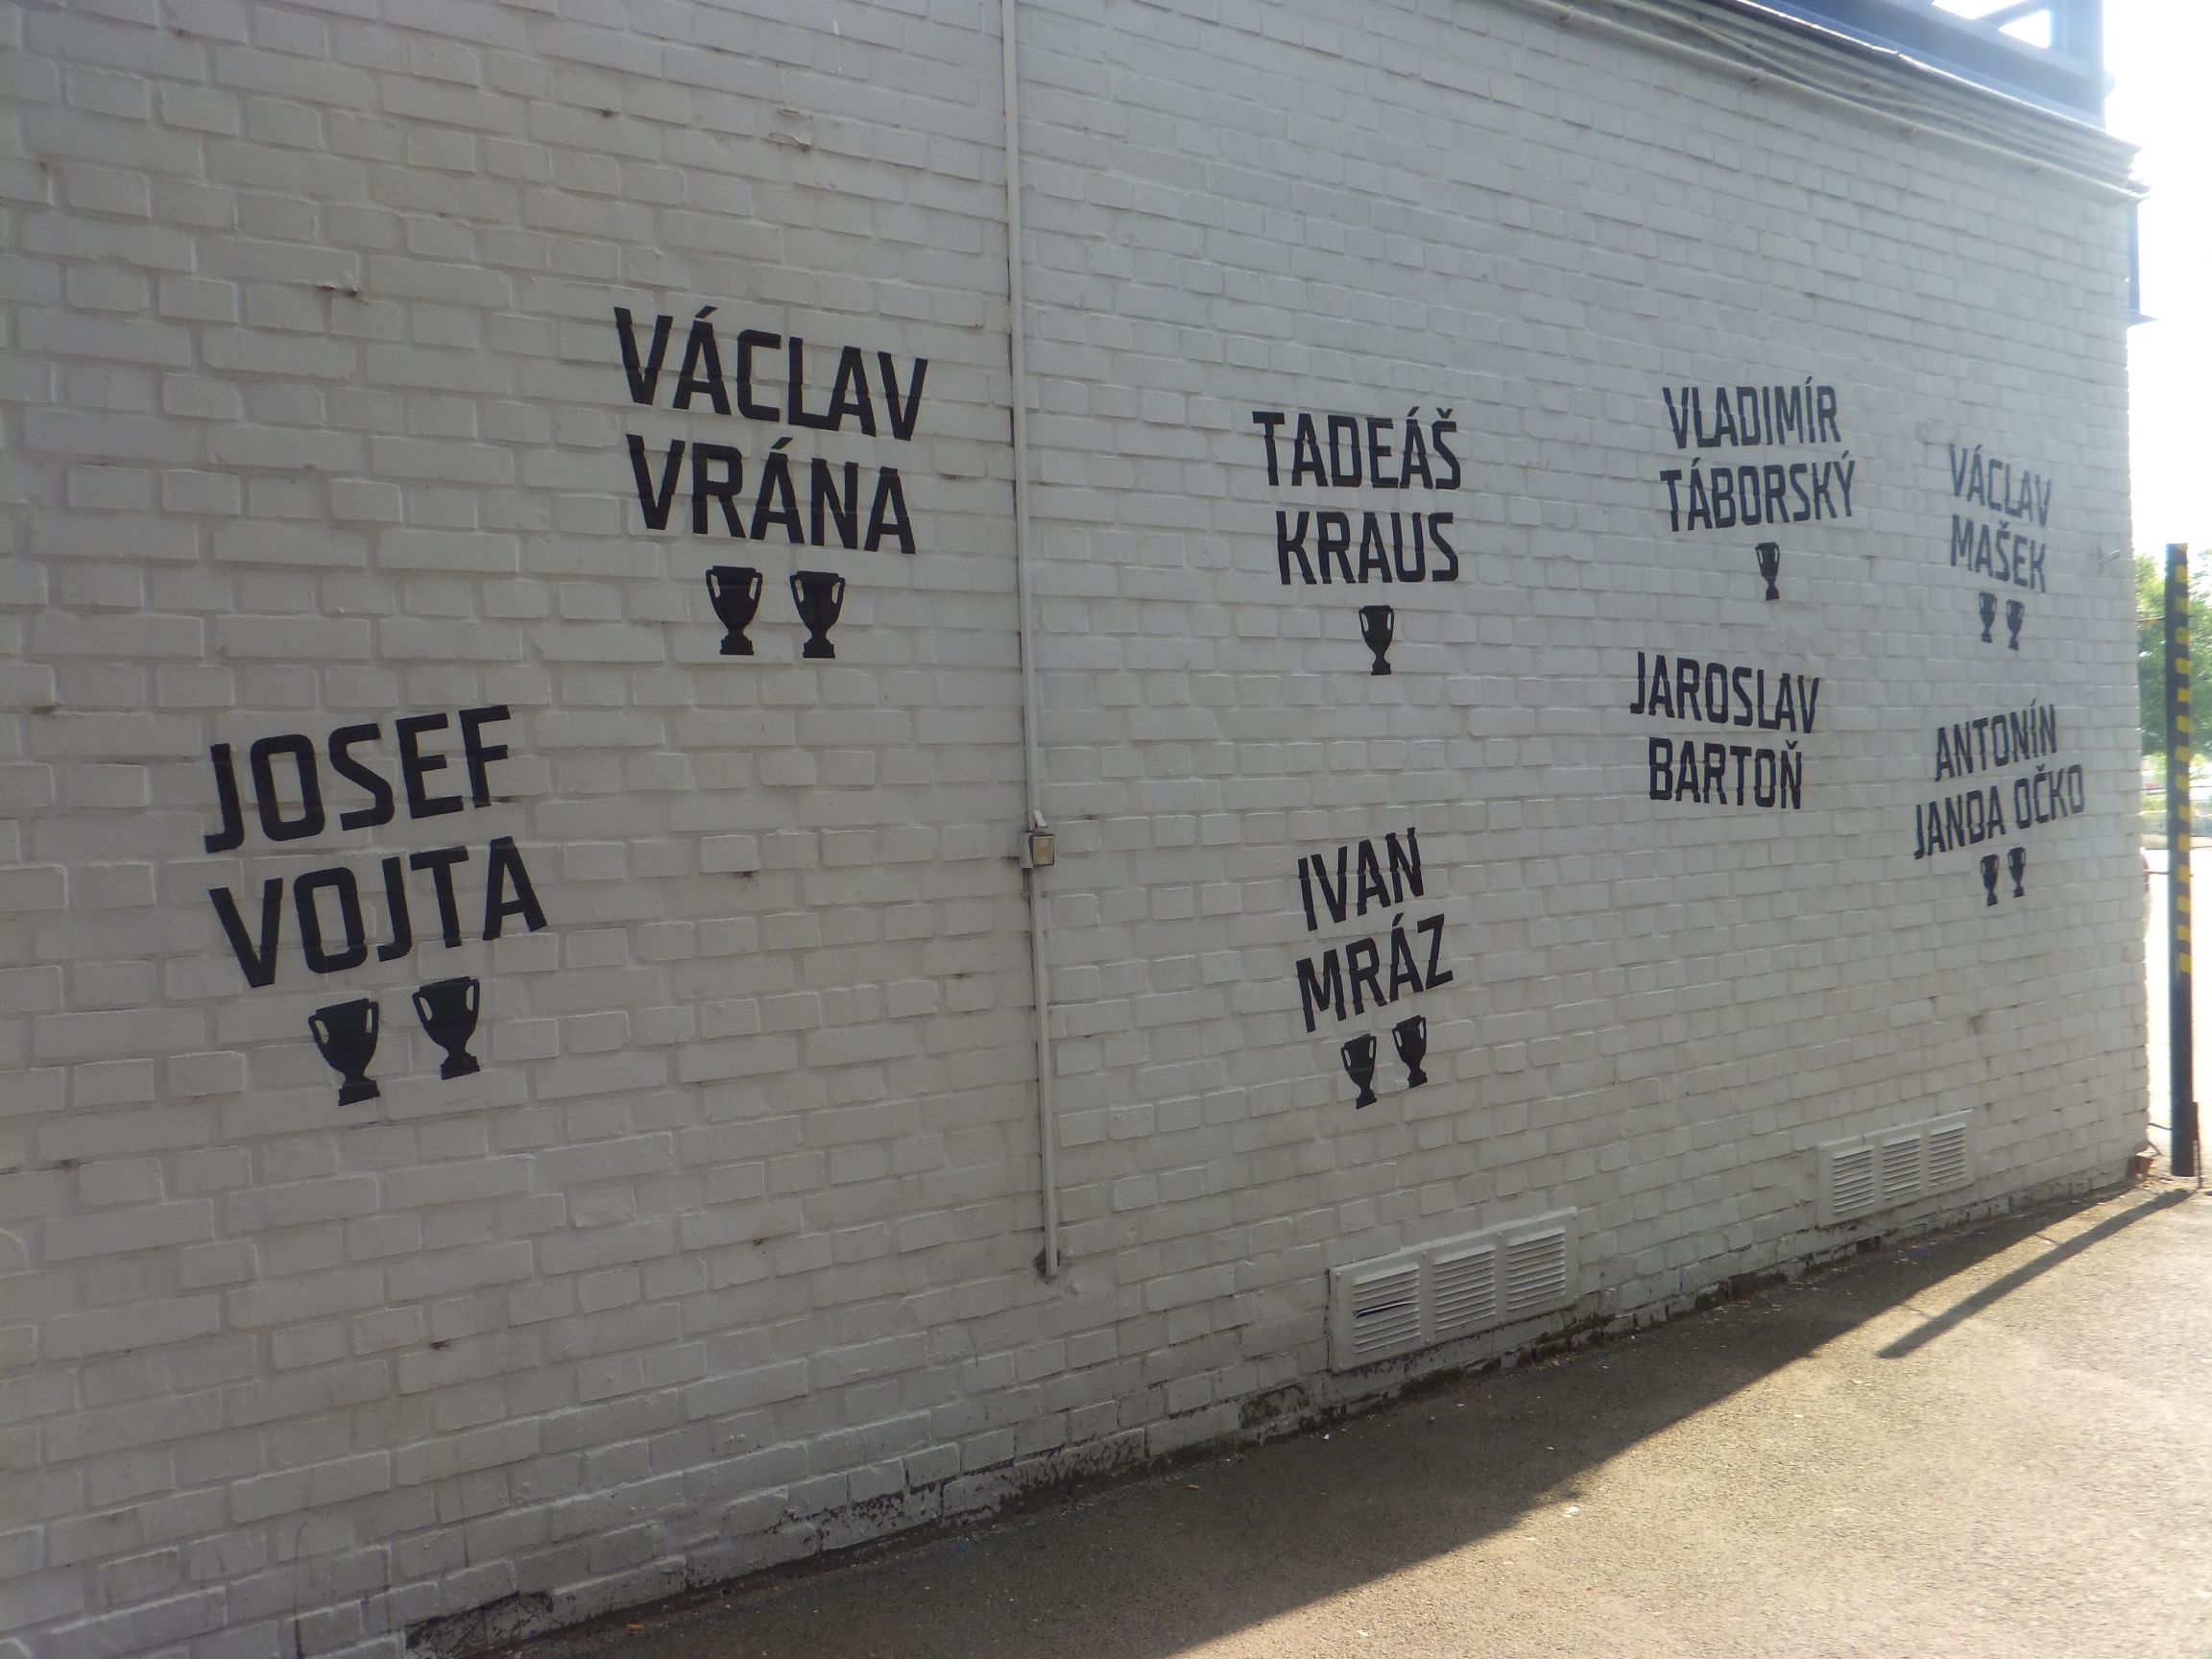 VÁCLAV
VRÁNA
JOSEF
VOJTA
TADEÁŠ
KRAUS
IVAN
MRÁZ
VLADIMÍR
TÁBORSKÝ
JAROSLAV
BARTOŇ
VÁCLAV
MAŠEK
ANTONÍN
JANDA OČKO